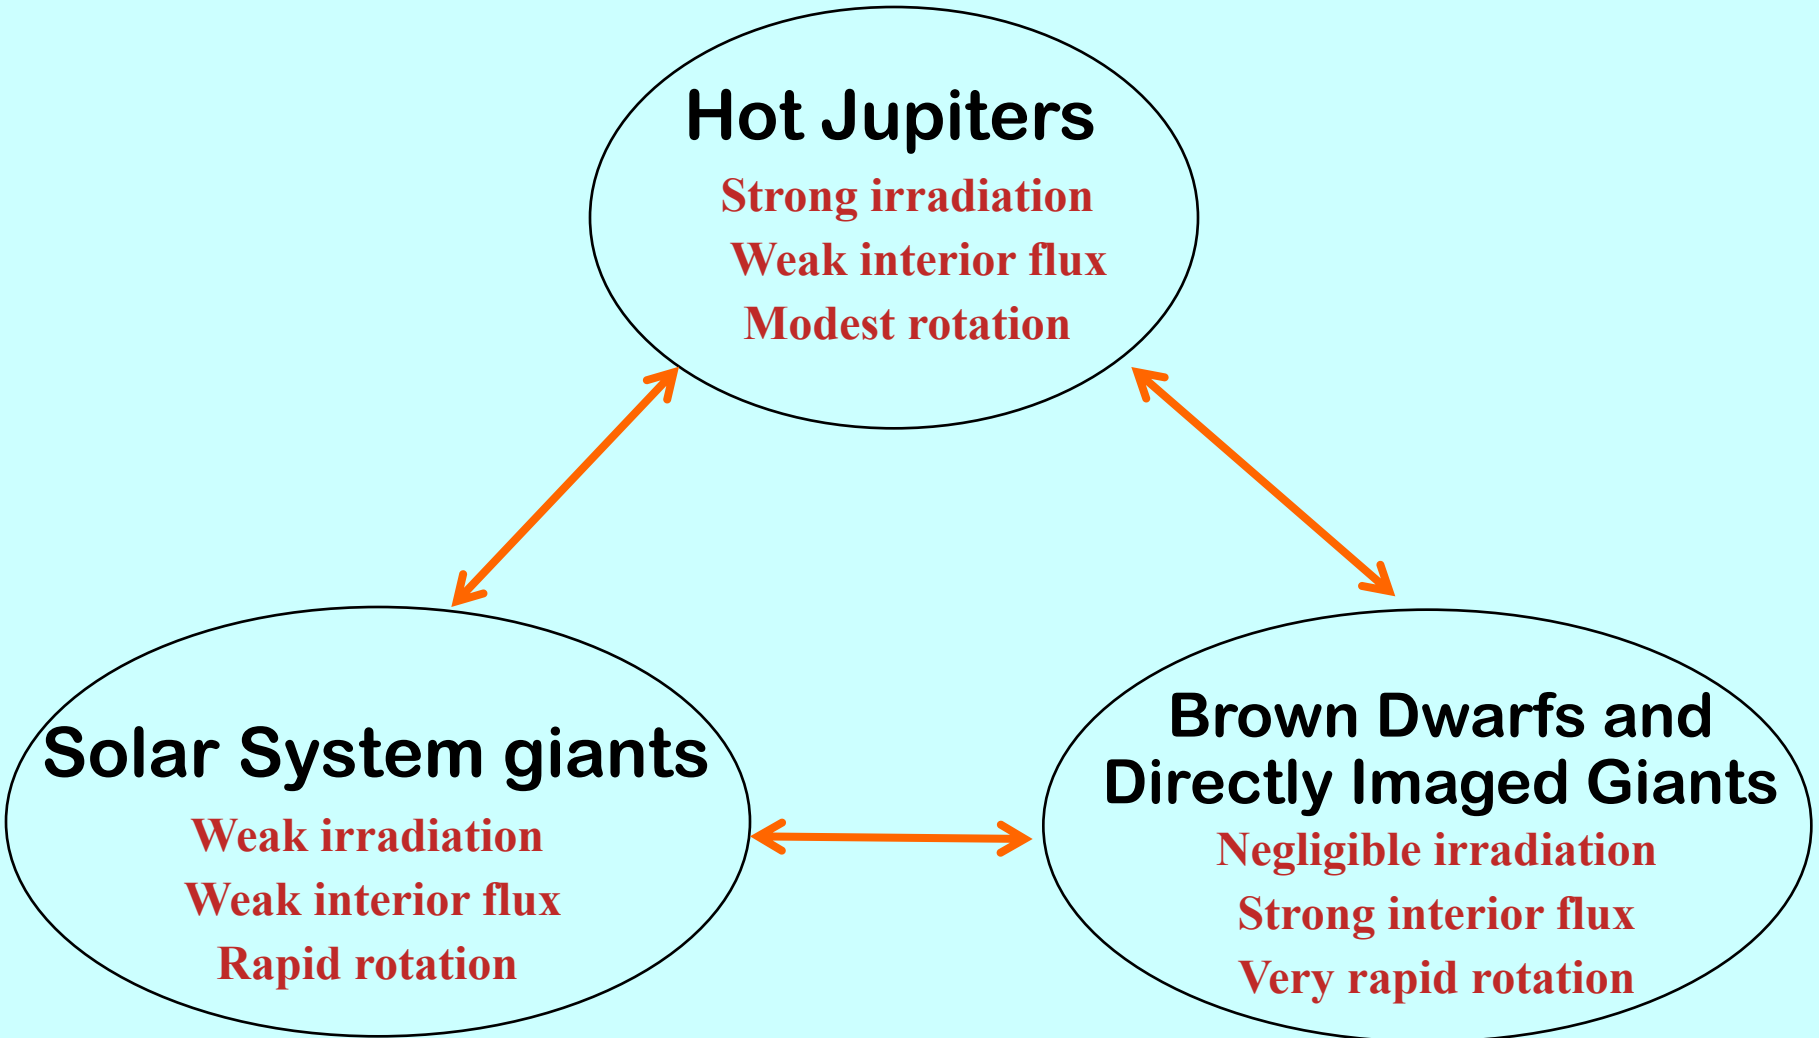 Hot Jupiters
Strong irradiation
Weak interior flux
Modest rotation
Solar System giants
Weak irradiation
Weak interior flux
Rapid rotation
Brown Dwarfs and
Directly Imaged Giants
Negligible irradiation
Strong interior flux
Very rapid rotation